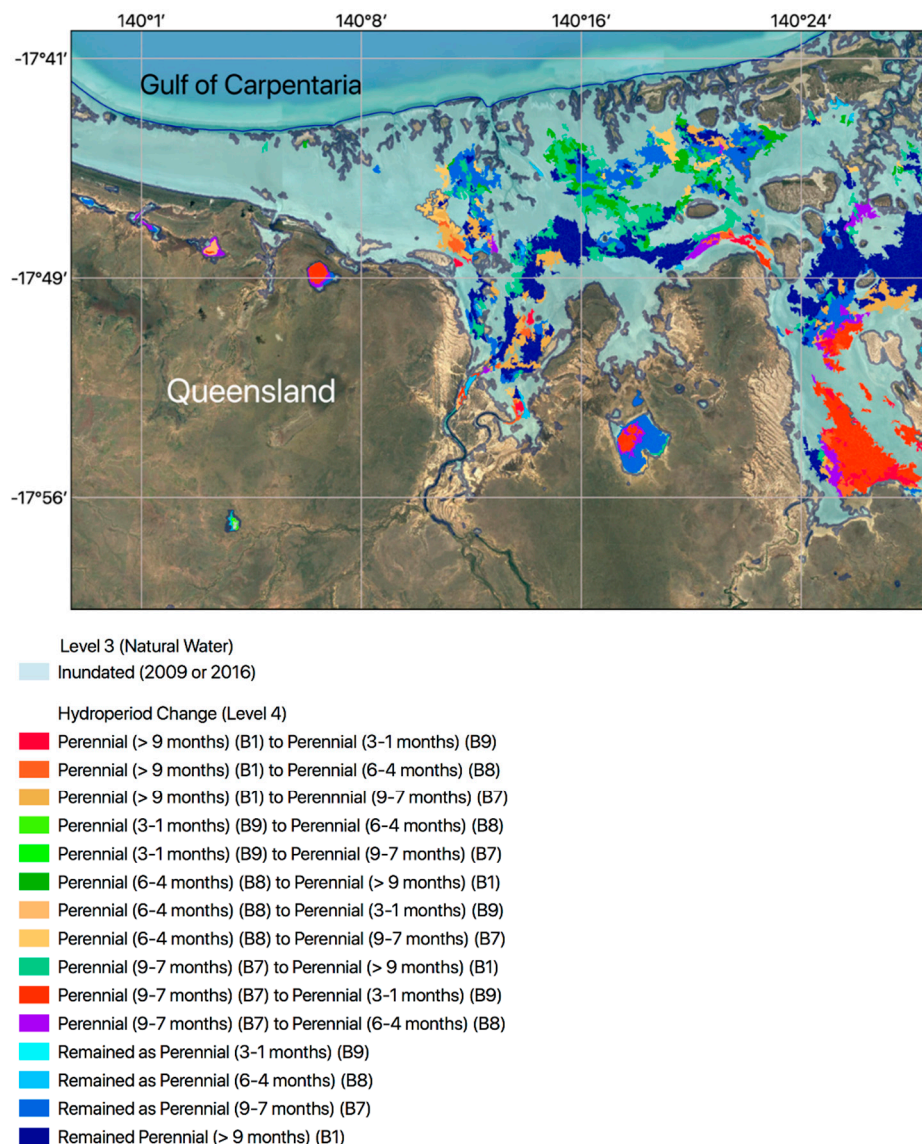 140°1′ 140°8′ 140°16′ 140°24′
-17°41′
Gulf of Carpentaria
-17°49′
Queensland
-17°56′
Level 3 (Natural Water)
Inundated (2009 or 2016)
Hydroperiod Change (Level 4)
Perennial (> 9 months) (B1) to Perennial (3-1 months) (B9)
Perennial (> 9 months) (B1) to Perennial (6-4 months) (B8)
Perennial (> 9 months) (B1) to Perennnial (9-7 months) (B7)
Perennial (3-1 months) (B9) to Perennial (6-4 months) (B8)
Perennial (3-1 months) (B9) to Perennial (9-7 months) (B7)
Perennial (6-4 months) (B8) to Perennial (> 9 months) (B1)
Perennial (6-4 months) (B8) to Perennial (3-1 months) (B9)
Perennial (6-4 months) (B8) to Perennial (9-7 months) (B7)
Perennial (9-7 months) (B7) to Perennial (> 9 months) (B1)
Perennial (9-7 months) (B7) to Perennial (3-1 months) (B9)
Perennial (9-7 months) (B7) to Perennial (6-4 months) (B8)
Remained as Perennial (3-1 months) (B9)
Remained as Perennial (6-4 months) (B8)
Remained as Perennial (9-7 months) (B7)
Remained Perennial (> 9 months) (B1)